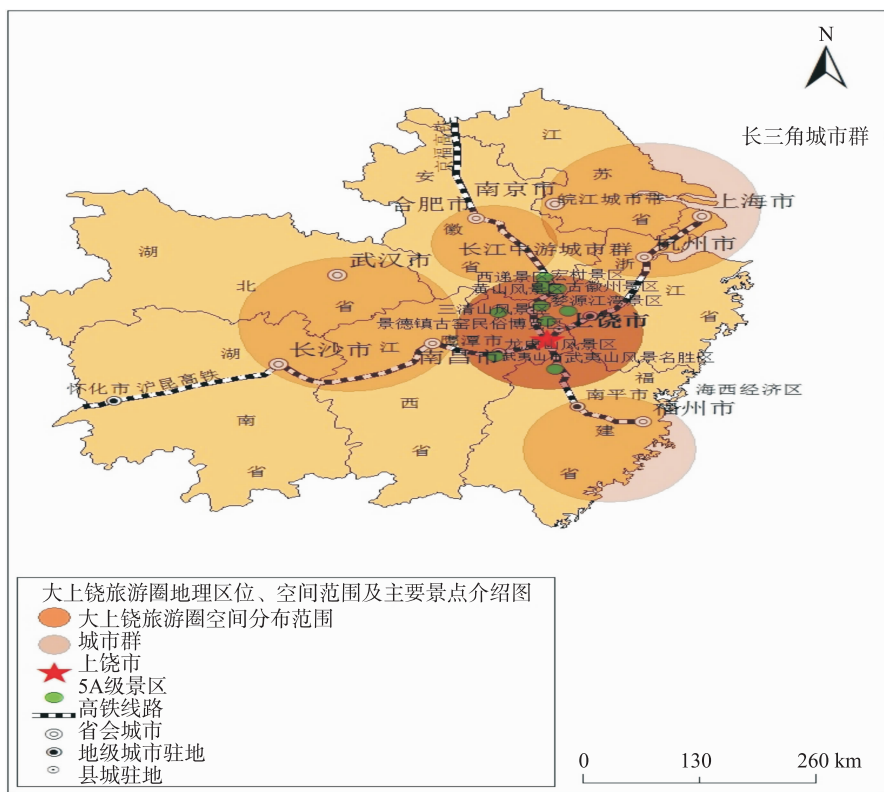 N
长三角城市群
京福高铁
江
苏
省
安
徽
省
南京市
皖江城市带
合肥市
上海市
杭州市
长江中游城市群
浙
江
省
湖
北
省
武汉市
西递景区
宏村景区
黄山风景区
古徽州景区
三清山风景区
婺源江湾景区
景德镇古窑民俗博览区
上饶市
鹰潭市
龙虎山风景区
南昌市
武夷山市
武夷山风景名胜区
长沙市
湖
南
省
江
西
省
怀化市
沪昆高铁
福
建
省
南平市
海西经济区
福州市
大上饶旅游圈地理区位、空间范围及主要景点介绍图
大上饶旅游圈空间分布范围
城市群
上饶市
5A级景区
高铁线路
省会城市
地级城市驻地
县城驻地
0 130 260 km